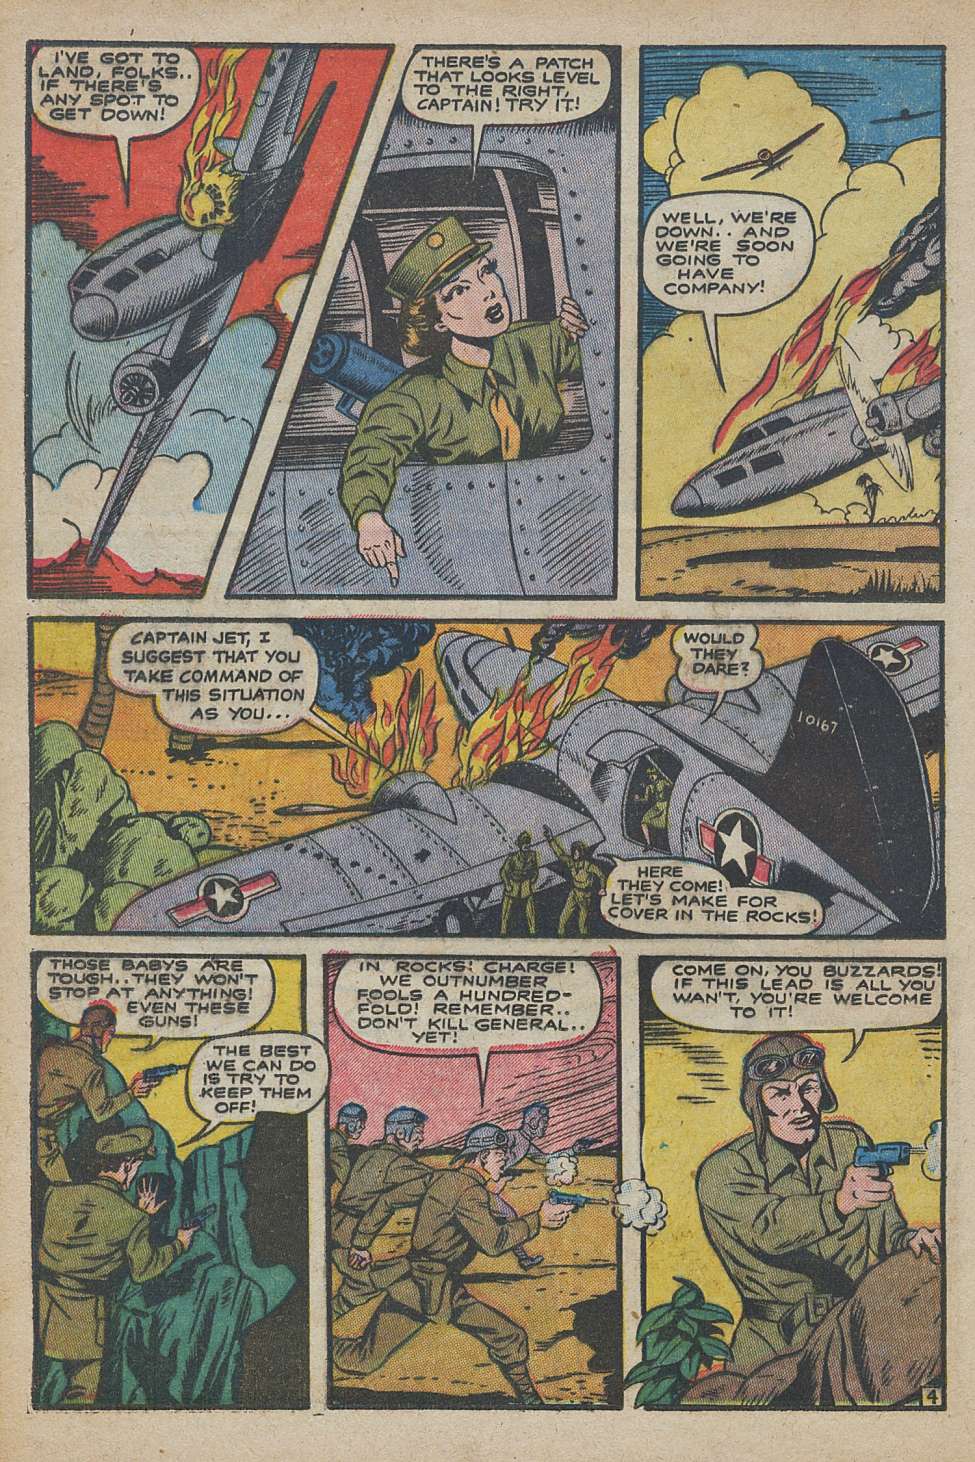 I'VE GOT TO
LAND, FOLKS..
IF THERE'S
ANY SPOT TO
GET DOWN!
THERE'S A PATCH
THAT LOOKS LEVEL
TO THE RIGHT,
CAPTAIN! TRY IT!
WELL, WE'RE
DOWN.. AND
WE'RE SOON
GOING TO
HAVE
COMPANY!
CAPTAIN JET, I
SUGGEST THAT YOU
TAKE COMMAND OF
THIS SITUATION
AS YOU...
WOULD
THEY
DARE?
10167
HERE
THEY COME!
LET'S MAKE FOR
COVER IN THE ROCKS!
THOSE BABYS ARE
TOUGH..THEY WON'T
STOP AT ANYTHING!
EVEN THESE
GUNS!
THE BEST
WE CAN DO
IS TRY TO
KEEP THEM
OFF!
IN ROCKS! CHARGE!
WE OUTNUMBER
FOOLS A HUNDRED-
FOLD! REMEMBER..
DON'T KILL GENERAL..
YET!
COME ON, YOU BUZZARDS!
IF THIS LEAD IS ALL YOU
WAN'T, YOU'RE WELCOME
TO IT!
4